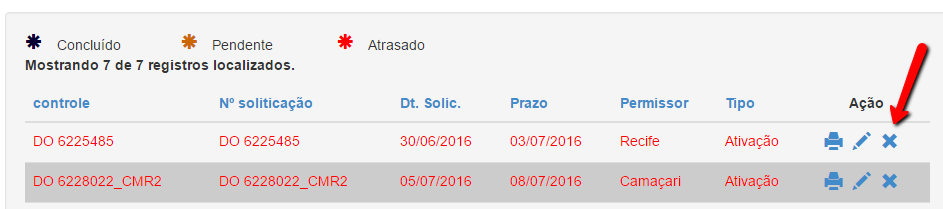 Concluído Pendente Atrasado
Mostrando 7 de 7 registros localizados.
controle Nº soliticação Dt. Solic. Prazo Permissor Tipo Ação
DO 6225485 DO 6225485 30/06/2016 03/07/2016 Recife Ativação
DO 6228022_CMR2 DO 6228022_CMR2 05/07/2016 08/07/2016 Camaçari Ativação